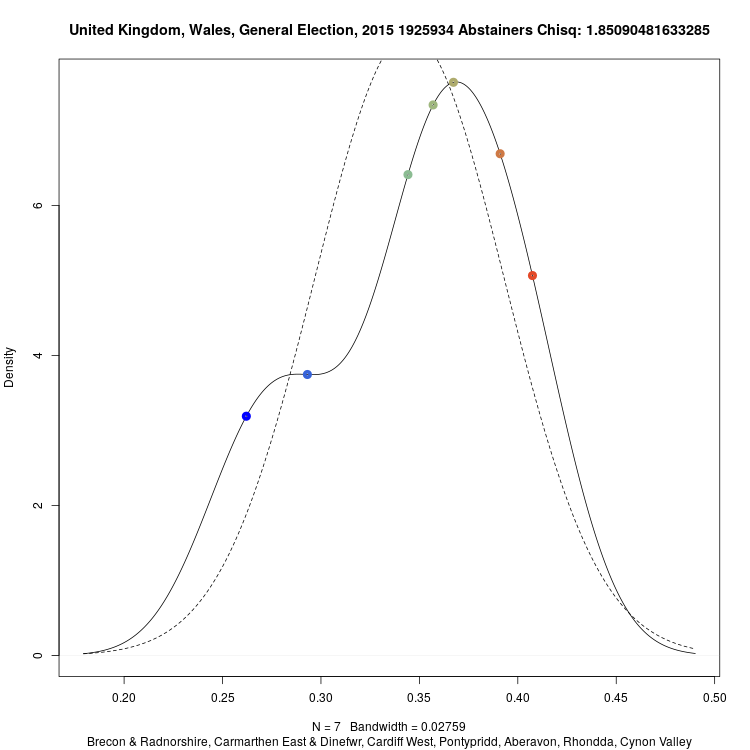 United Kingdom, Wales, General Election, 2015 1925934 Abstainers Chisq: 1.85090481633285
Density
6
4
2
0
0.20 0.25 0.30 0.35 0.40 0.45 0.50
N = 7 Bandwidth = 0.02759
Brecon & Radnorshire, Carmarthen East & Dinefwr, Cardiff West, Pontypridd, Aberavon, Rhondda, Cynon Valley